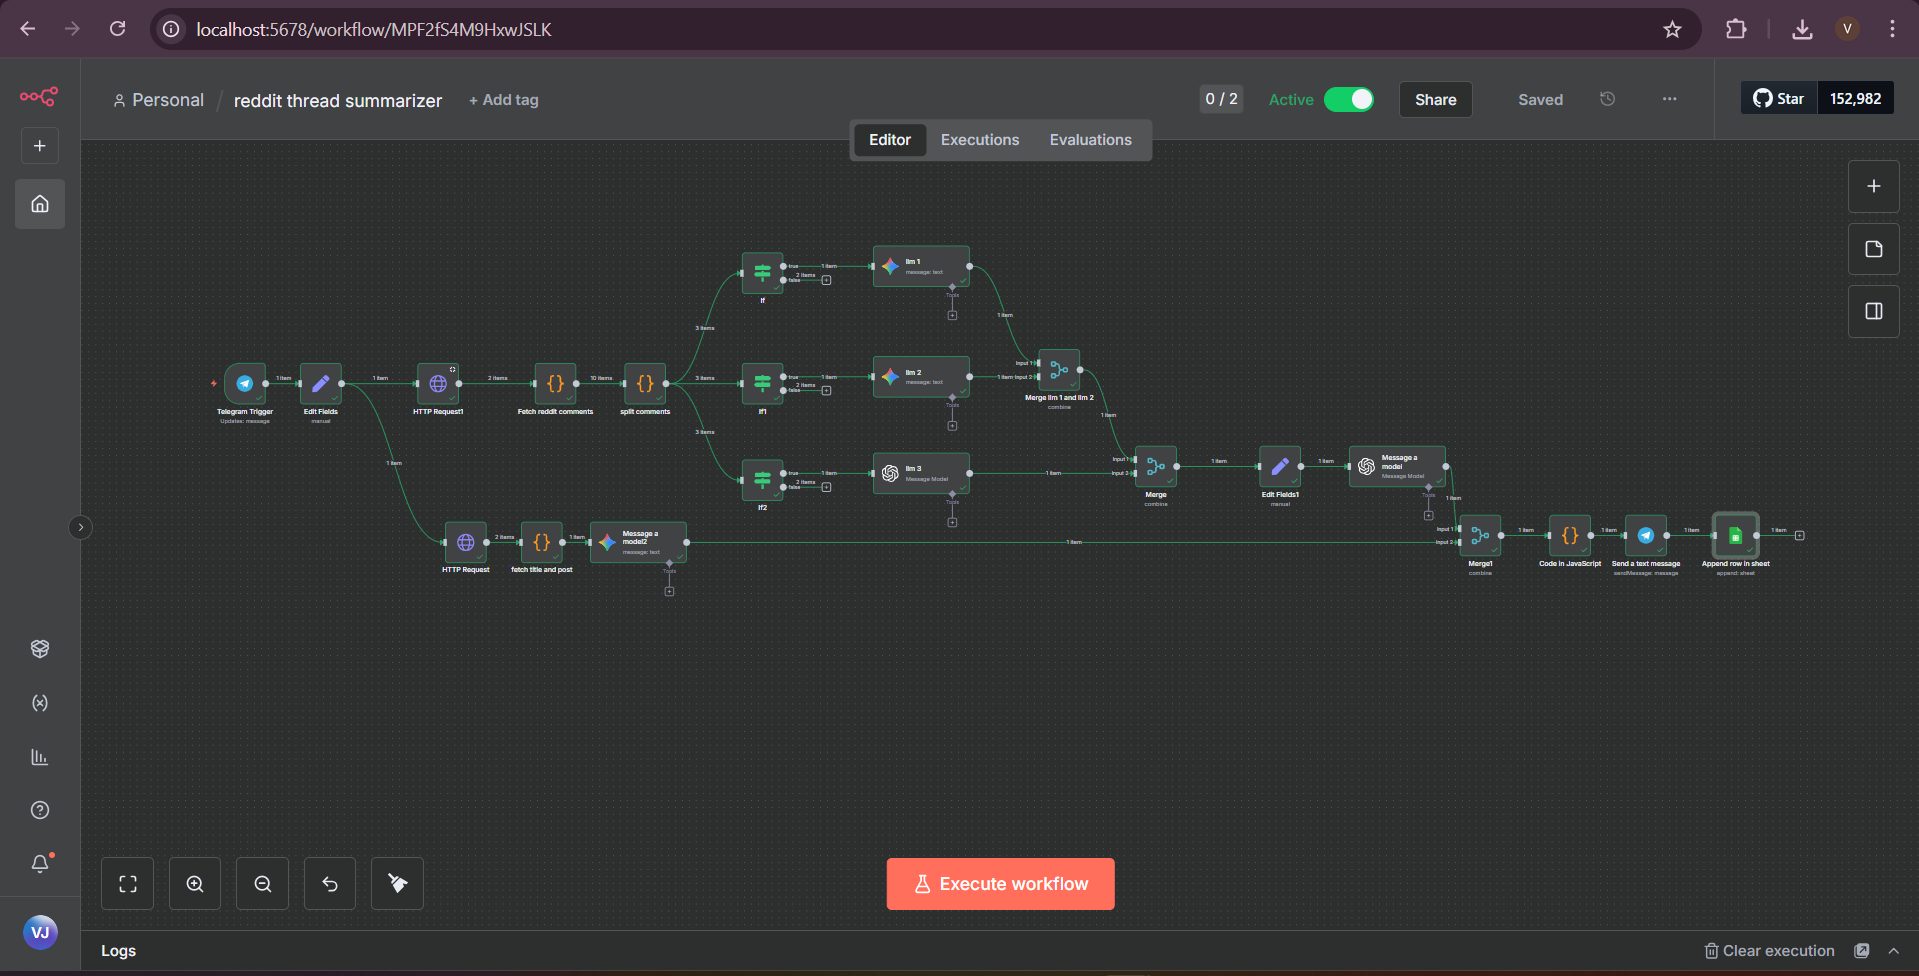 localhost:5678/workflow/MPF2fS4M9HxwJSLK
V
Personal / reddit thread summarizer + Add tag
0 / 2 Active Share Saved ... Star 152,982
Editor Executions Evaluations
true 1 item
2 items
false
If
llm 1
message: text
Tools
3 items
1 item
Telegram Trigger
Updates: message
1 item
Edit Fields
manual
1 item
HTTP Request1
2 items
Fetch reddit comments
10 items
split comments
3 items
true 1 item
2 items
false
If1
llm 2
message: text
Tools
1 item
Input 1
Input 2
Merge llm 1 and llm 2
combine
1 item
3 items
true 1 item
2 items
false
If2
llm 3
Message Model
Tools
1 item
Input 1
Input 2
Merge
combine
1 item
Edit Fields1
manual
1 item
Message a
model
Message Model
Tools
1 item
1 item
HTTP Request
2 items
fetch title and post
1 item
Message a
model2
message: text
Tools
1 item
Input 1
Input 2
Merge1
combine
1 item
Code in JavaScript
1 item
Send a text message
sendMessage: message
1 item
Append row in sheet
append: sheet
1 item
Execute workflow
VJ
Logs
Clear execution